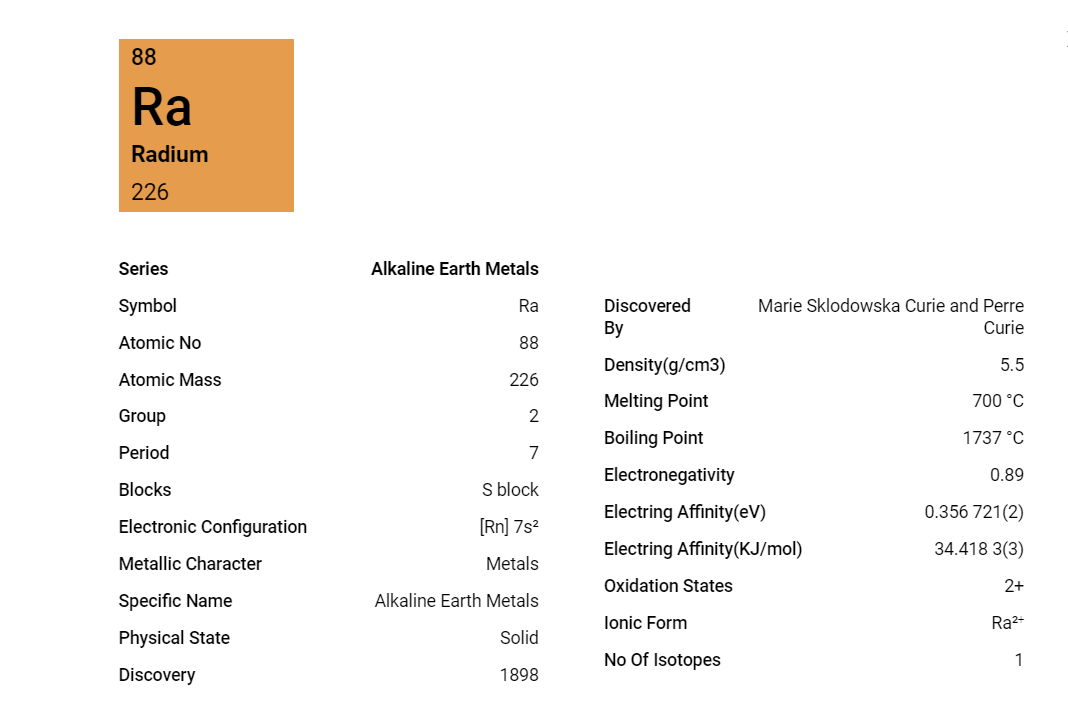 88
Ra
Radium
226
Series Alkaline Earth Metals
Symbol Ra
Atomic No 88
Atomic Mass 226
Group 2
Period 7
Blocks S block
Electronic Configuration [Rn] 7s²
Metallic Character Metals
Specific Name Alkaline Earth Metals
Physical State Solid
Discovery 1898
Discovered Marie Sklodowska Curie and Perre
By Curie
Density(g/cm3) 5.5
Melting Point 700 °C
Boiling Point 1737 °C
Electronegativity 0.89
Electring Affinity(eV) 0.356 721(2)
Electring Affinity(KJ/mol) 34.418 3(3)
Oxidation States 2+
Ionic Form Ra²⁺
No Of Isotopes 1